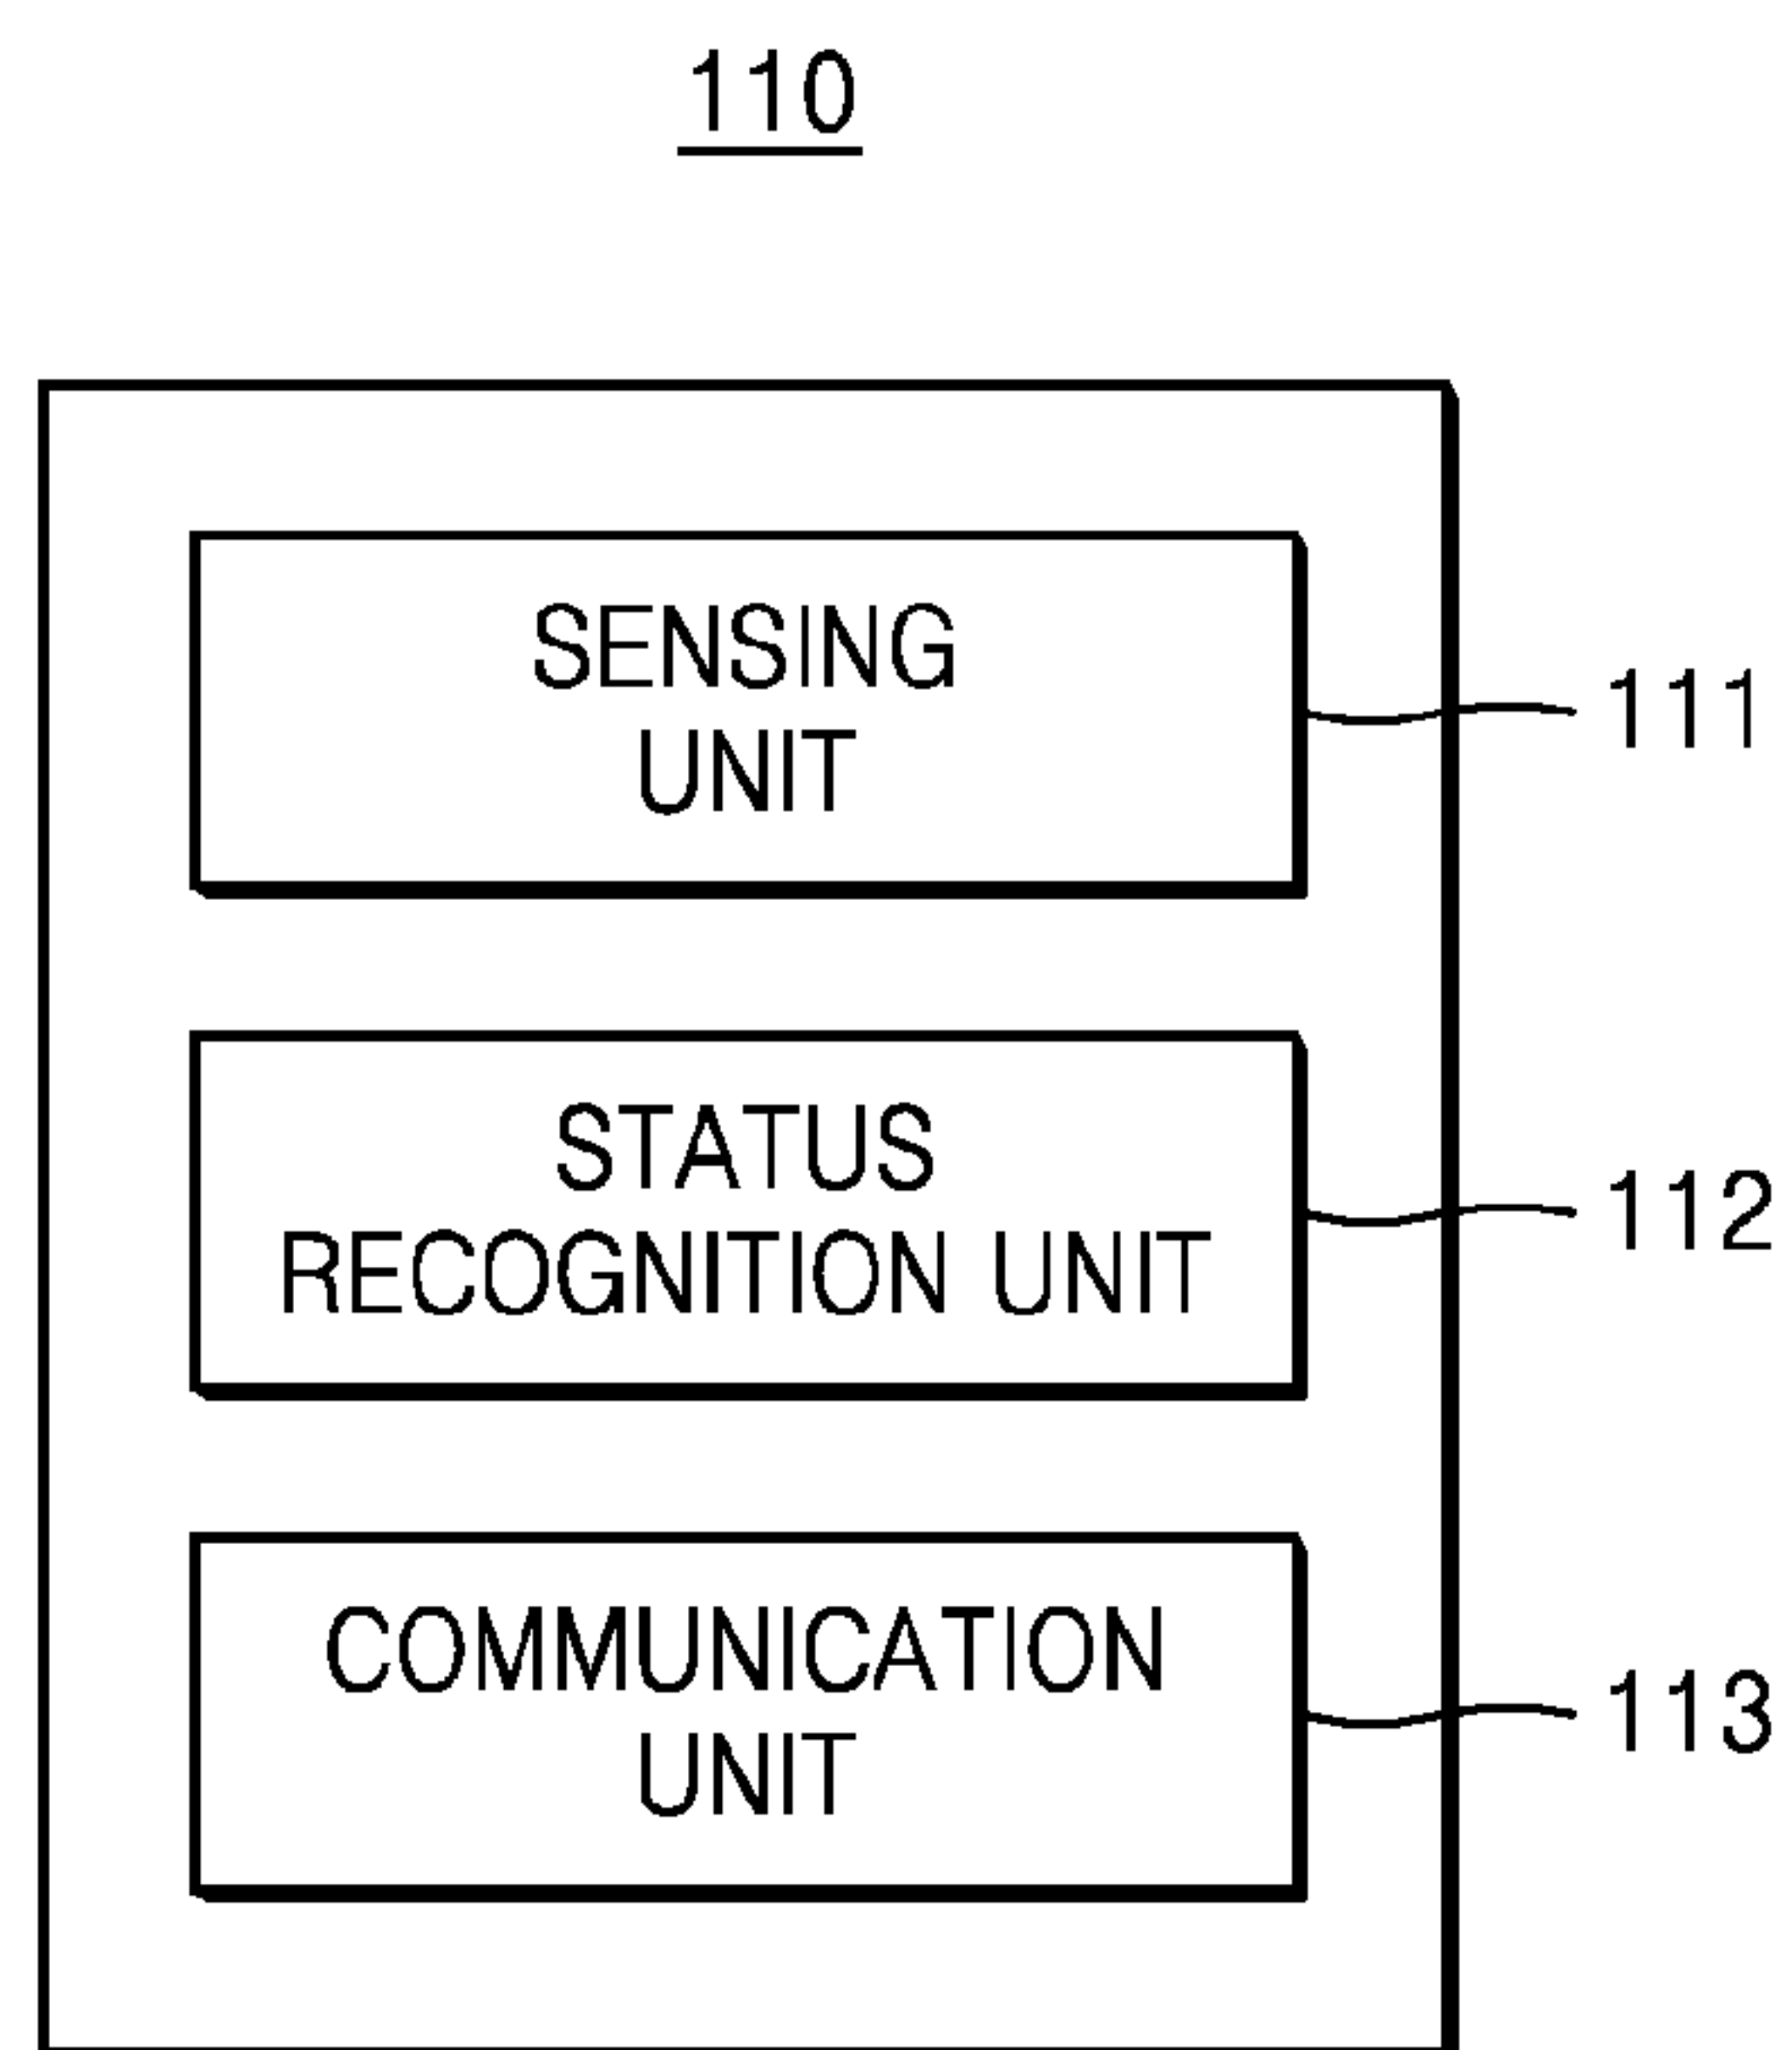 110
SENSING
UNIT
111
STATUS
RECOGNITION UNIT
112
COMMUNICATION
UNIT
113